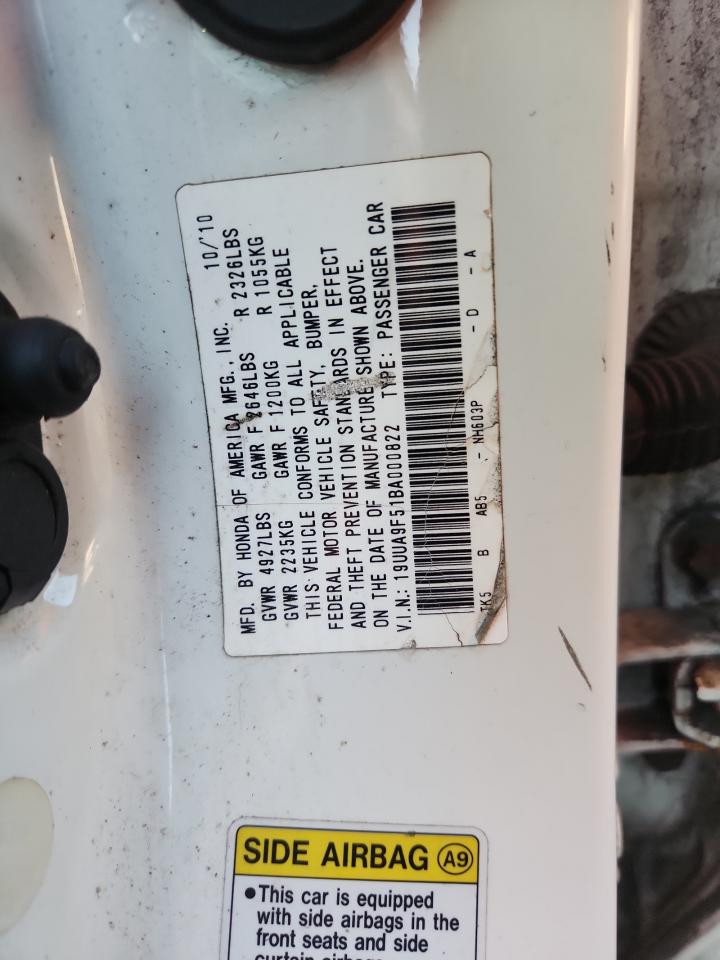 MFD. BY HONDA OF AMERICA MFG., INC. 10/'10
GVWR 4927LBS GAWR F 2646LBS R 2326LBS
GVWR 2235KG GAWR F 1200KG R 1055KG
THIS VEHICLE CONFORMS TO ALL APPLICABLE
FEDERAL MOTOR VEHICLE SAFETY, BUMPER,
AND THEFT PREVENTION STANDARDS IN EFFECT
ON THE DATE OF MANUFACTURE SHOWN ABOVE.
V.I.N.: 19UUA9F51BA000822 TYPE: PASSENGER CAR
TK5 B AB5 - NH603P - D - A
SIDE AIRBAG A9
•This car is equipped
with side airbags in the
front seats and side
curtain airbags